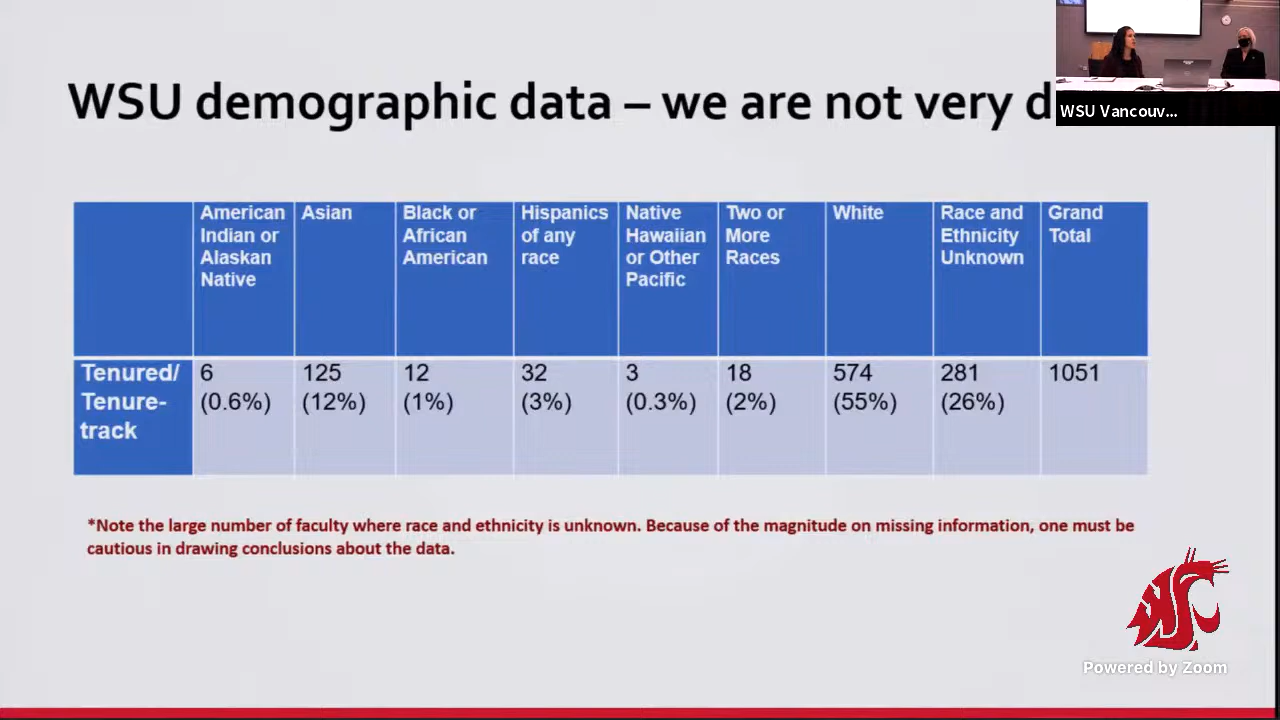 WSU demographic data – we are not very d
WSU Vancouv...
American Indian or Alaskan Native
Asian
Black or African American
Hispanics of any race
Native Hawaiian or Other Pacific
Two or More Races
White
Race and Ethnicity Unknown
Grand Total
Tenured/ Tenure-track
6 (0.6%)
125 (12%)
12 (1%)
32 (3%)
3 (0.3%)
18 (2%)
574 (55%)
281 (26%)
1051
*Note the large number of faculty where race and ethnicity is unknown. Because of the magnitude on missing information, one must be
cautious in drawing conclusions about the data.
WSC
Powered by Zoom